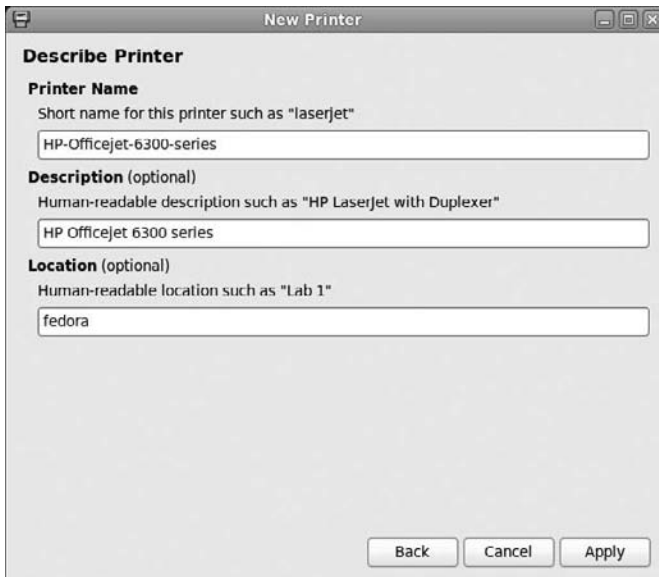 New Printer
Describe Printer
Printer Name
Short name for this printer such as "laserjet"
HP-Officejet-6300-series
Description (optional)
Human-readable description such as "HP LaserJet with Duplexer"
HP Officejet 6300 series
Location (optional)
Human-readable location such as "Lab 1"
fedora
Back
Cancel
Apply